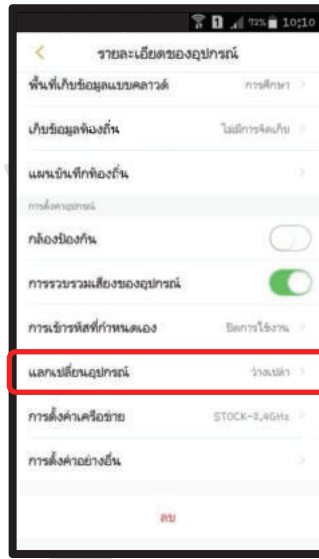 72% 10:10
รายละเอียดของอุปกรณ์
พื้นที่เก็บข้อมูลแบบคลาวด์ การศึกษา
เก็บข้อมูลท้องถิ่น ไม่มีการจัดเก็บ
แผนบันทึกท้องถิ่น
การตั้งค่าอุปกรณ์
กล้องป้องกัน
การรวบรวมเสียงของอุปกรณ์
การเข้ารหัสที่กำหนดเอง ปิดการใช้งาน
แลกเปลี่ยนอุปกรณ์ ว่างเปล่า
การตั้งค่าเครือข่าย STOCK-2,4GHz
การตั้งค่าอย่างอื่น
ลบ